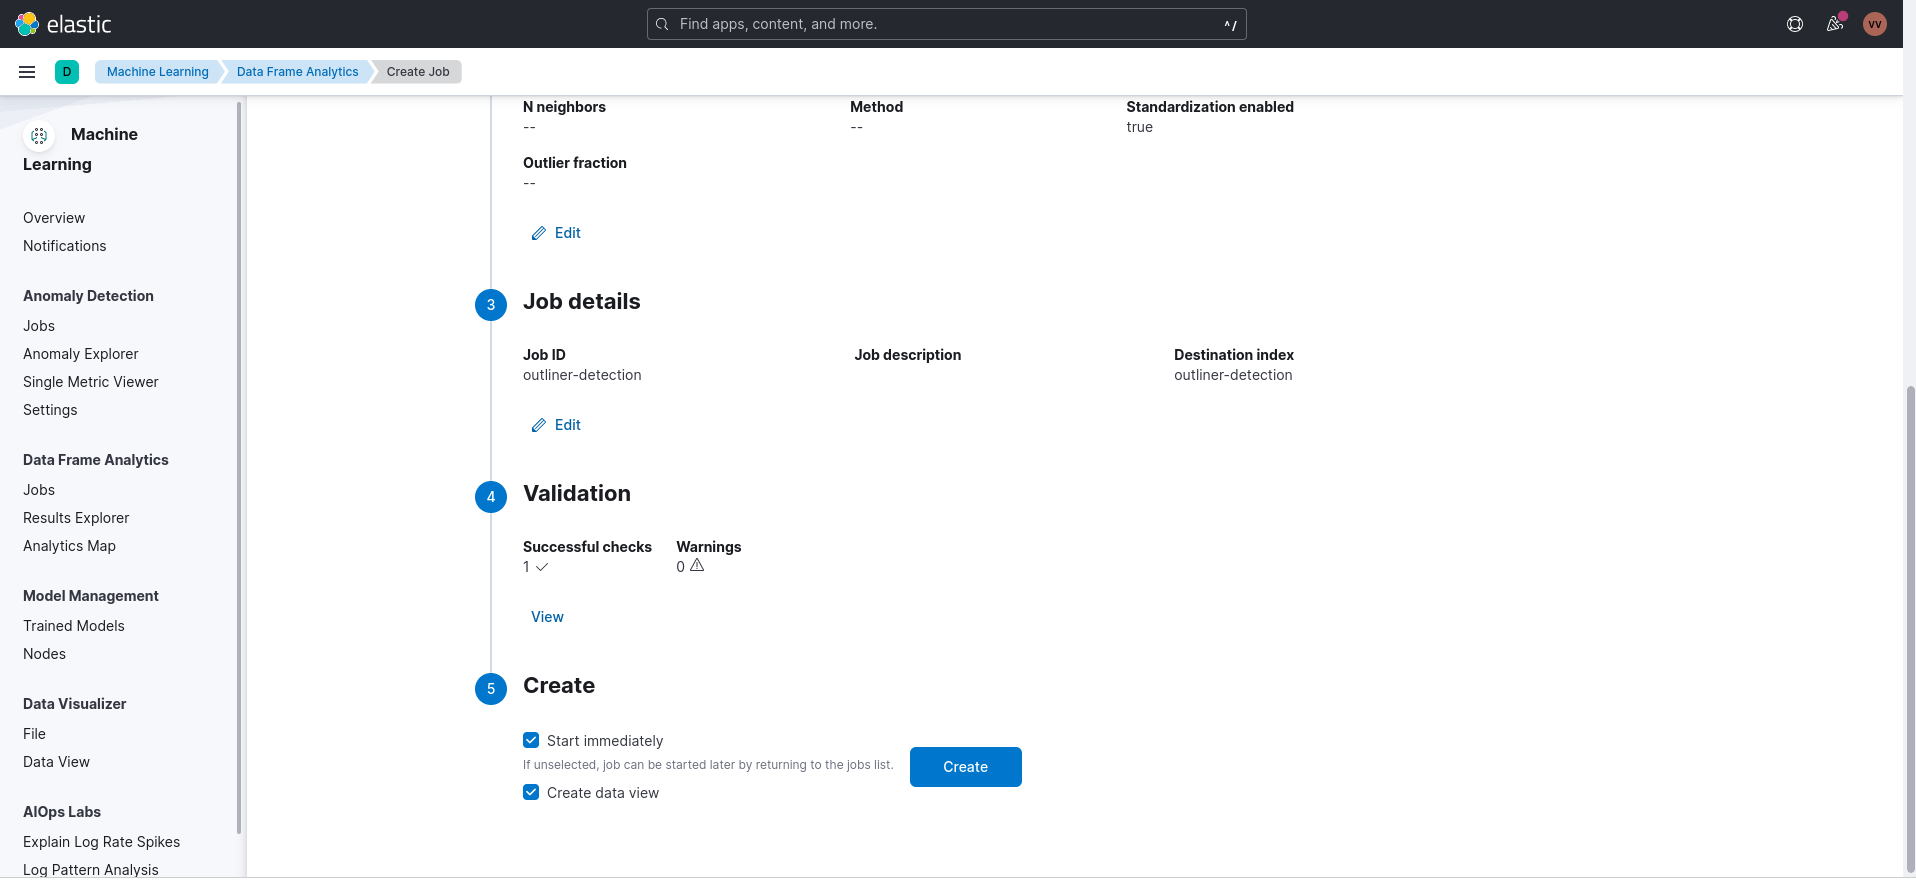 elastic
Find apps, content, and more.
^/
VV
D
Machine Learning
Data Frame Analytics
Create Job
Machine
Learning
Overview
Notifications
Anomaly Detection
Jobs
Anomaly Explorer
Single Metric Viewer
Settings
Data Frame Analytics
Jobs
Results Explorer
Analytics Map
Model Management
Trained Models
Nodes
Data Visualizer
File
Data View
AIOps Labs
Explain Log Rate Spikes
Log Pattern Analysis
N neighbors
--
Method
--
Standardization enabled
true
Outlier fraction
--
Edit
3
Job details
Job ID
outliner-detection
Job description
Destination index
outliner-detection
Edit
4
Validation
Successful checks
1
Warnings
0
View
5
Create
Start immediately
If unselected, job can be started later by returning to the jobs list.
Create data view
Create